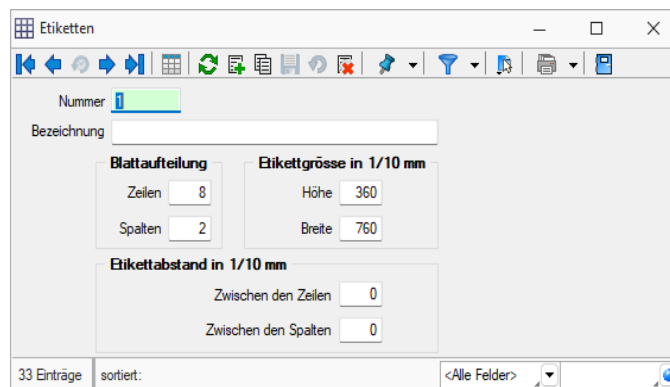 Etiketten
Nummer 1
Bezeichnung
Blattaufteilung Etikettgrösse in 1/10 mm
Zeilen 8 Höhe 360
Spalten 2 Breite 760
Etikettabstand in 1/10 mm
Zwischen den Zeilen 0
Zwischen den Spalten 0
33 Einträge sortiert: <Alle Felder>